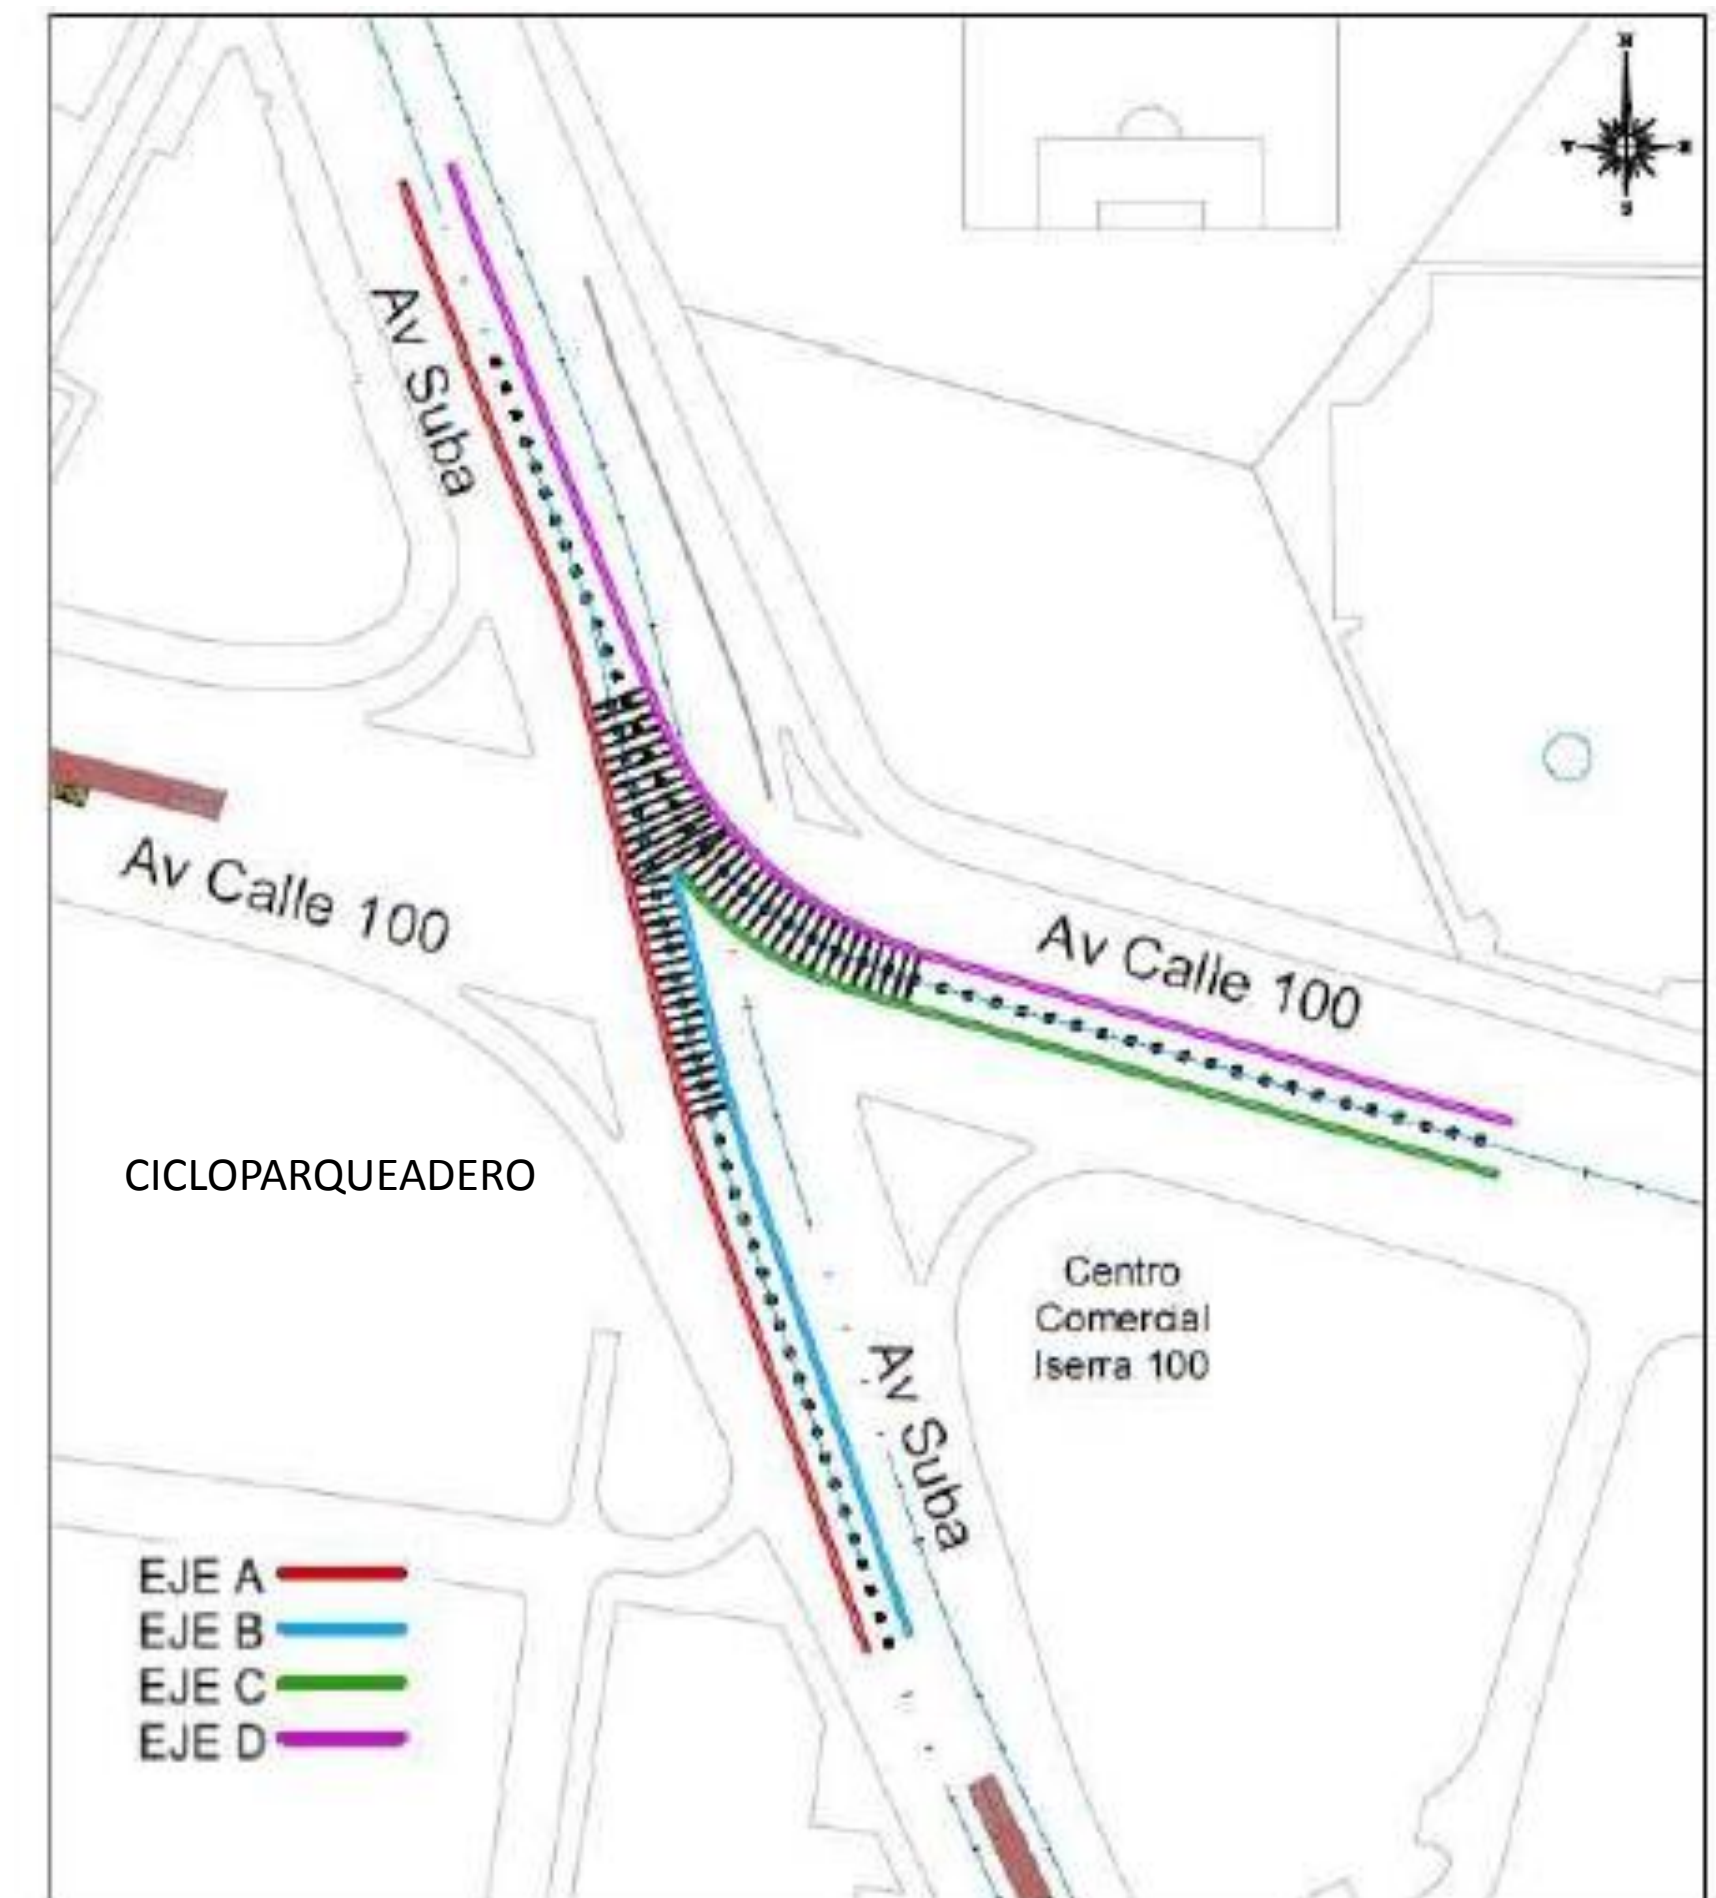 N
E
S
Av Suba
Av Calle 100
Av Calle 100
CICLOPARQUEADERO
Centro
Comercial
Iserra 100
Av Suba
EJE A
EJE B
EJE C
EJE D